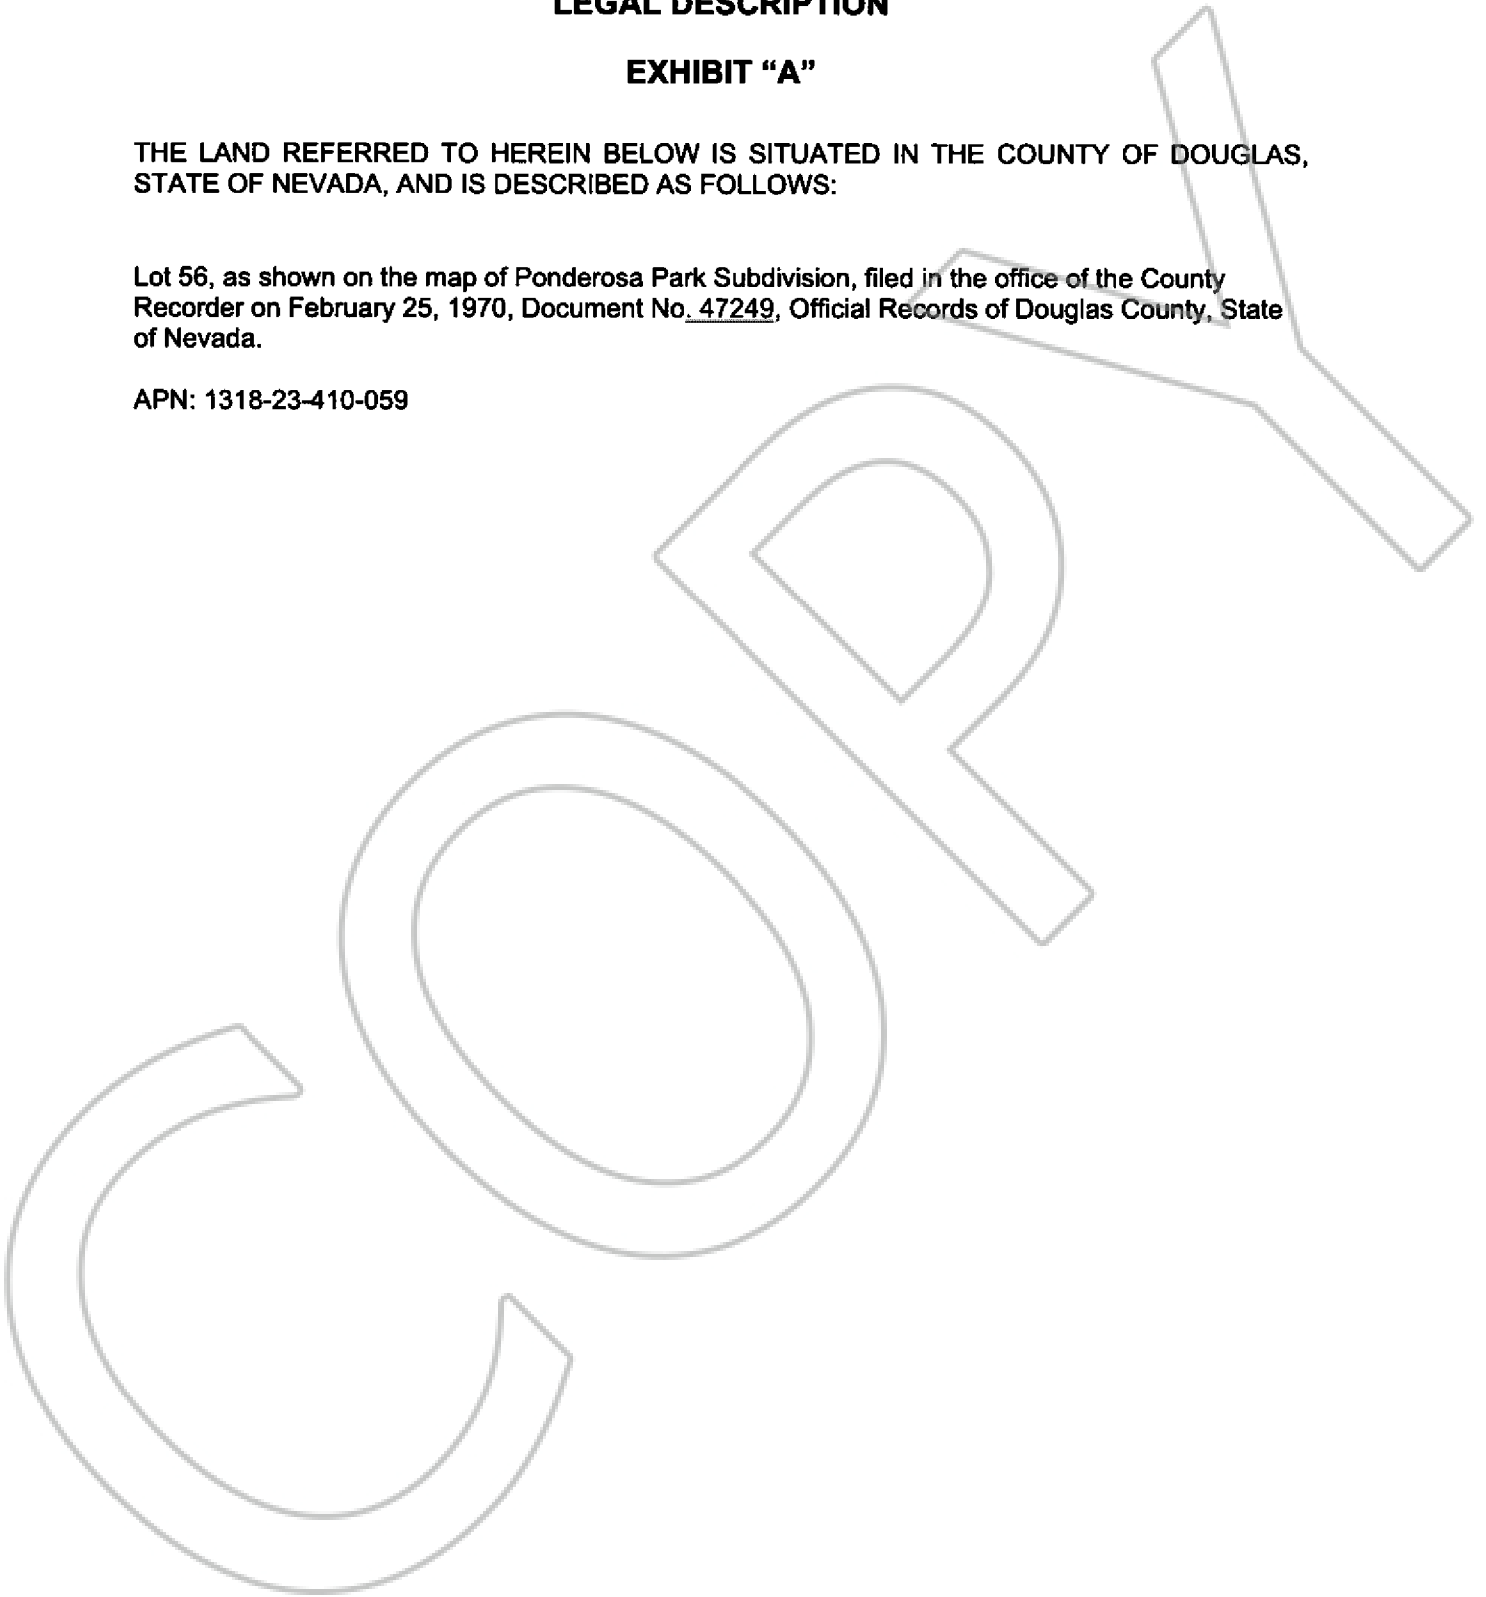 LEGAL DESCRIPTION
EXHIBIT “A”
THE LAND REFERRED TO HEREIN BELOW IS SITUATED IN THE COUNTY OF DOUGLAS,
STATE OF NEVADA, AND IS DESCRIBED AS FOLLOWS:
Lot 56, as shown on the map of Ponderosa Park Subdivision, filed in the office of the County
Recorder on February 25, 1970, Document No. 47249, Official Records of Douglas County, State
of Nevada.
APN: 1318-23-410-059
COPY